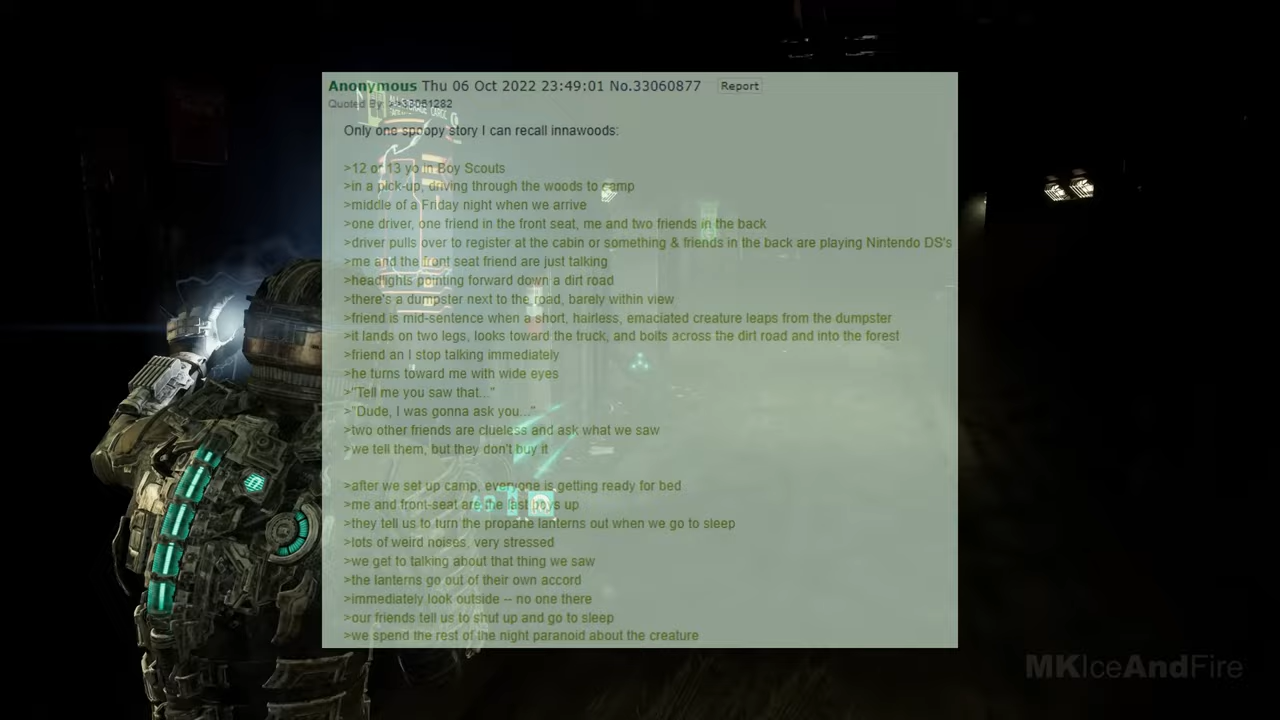 Anonymous Thu 06 Oct 2022 23:49:01 No.33060877 Report
Quoted By: >>33061282
Only one spoopy story I can recall innawoods:
>12 or 13 yo in Boy Scouts
>in a pick-up, driving through the woods to camp
>middle of a Friday night when we arrive
>one driver, one friend in the front seat, me and two friends in the back
>driver pulls over to register at the cabin or something & friends in the back are playing Nintendo DS's
>me and the front seat friend are just talking
>headlights pointing forward down a dirt road
>there's a dumpster next to the road, barely within view
>friend is mid-sentence when a short, hairless, emaciated creature leaps from the dumpster
>it lands on two legs, looks toward the truck, and bolts across the dirt road and into the forest
>friend an I stop talking immediately
>he turns toward me with wide eyes
>"Tell me you saw that..."
>"Dude, I was gonna ask you..."
>two other friends are clueless and ask what we saw
>we tell them, but they don't buy it
>after we set up camp, everyone is getting ready for bed
>me and front-seat are the last boys up
>they tell us to turn the propane lanterns out when we go to sleep
>lots of weird noises, very stressed
>we get to talking about that thing we saw
>the lanterns go out of their own accord
>immediately look outside -- no one there
>our friends tell us to shut up and go to sleep
>we spend the rest of the night paranoid about the creature
MKIceAndFire